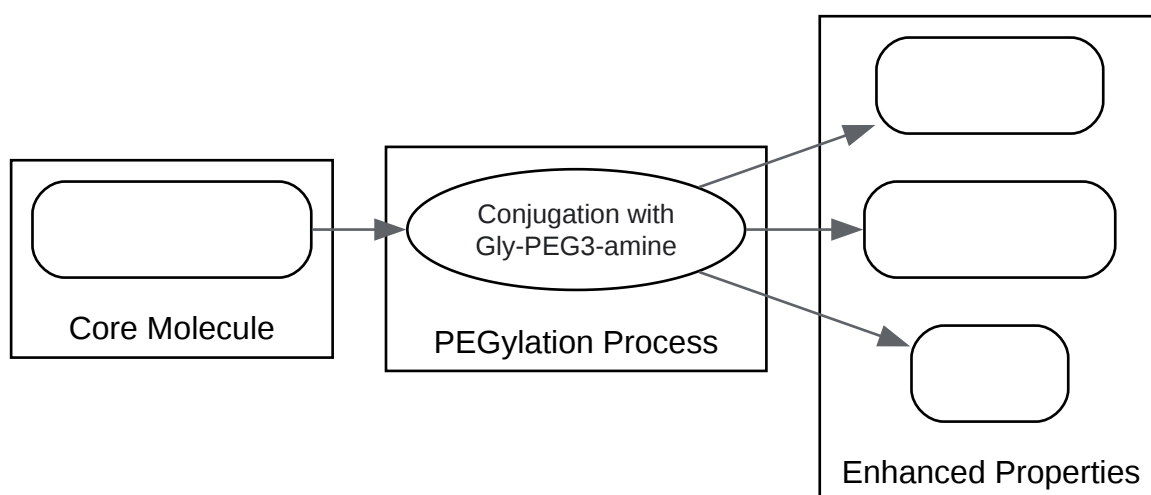 Conjugation with
Gly-PEG3-amine
Core Molecule
PEGylation Process
Enhanced Properties